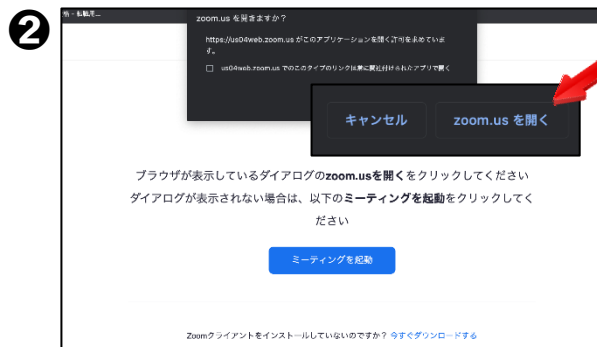 ❷
zoom.us を開きますか？
https://us04web.zoom.us がこのアプリケーションを開く許可を求めていま
す。
us04web.zoom.us でのこのタイプのリンクは常に関連付けられたアプリで開く
キャンセル
zoom.us を開く
ブラウザが表示しているダイアログのzoom.usを開くをクリックしてください
ダイアログが表示されない場合は、以下のミーティングを起動をクリックしてく
ださい
ミーティングを起動
Zoomクライアントをインストールしていないのですか？ 今すぐダウンロードする